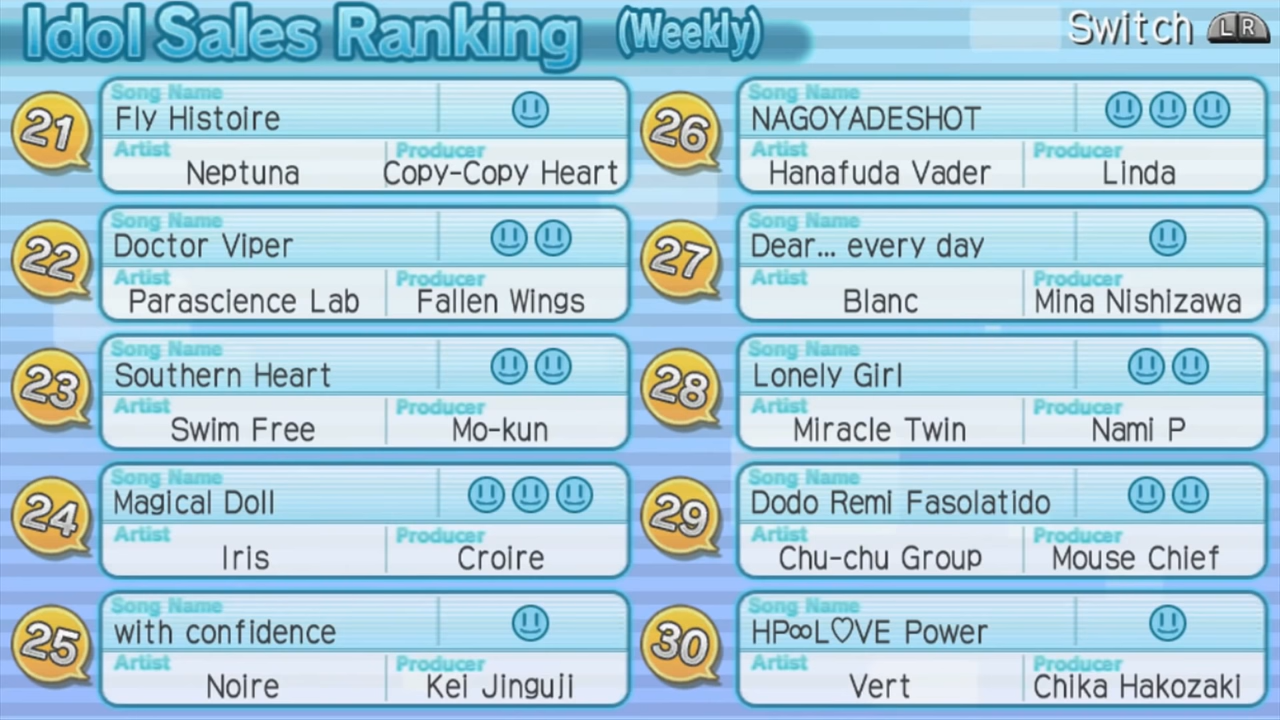 Idol Sales Ranking (Weekly)
Switch L R
21
Song Name
Fly Histoire
Artist Producer
Neptuna Copy-Copy Heart
22
Song Name
Doctor Viper
Artist Producer
Parascience Lab Fallen Wings
23
Song Name
Southern Heart
Artist Producer
Swim Free Mo-kun
24
Song Name
Magical Doll
Artist Producer
Iris Croire
25
Song Name
with confidence
Artist Producer
Noire Kei Jinguji
26
Song Name
NAGOYADESHOT
Artist Producer
Hanafuda Vader Linda
27
Song Name
Dear... every day
Artist Producer
Blanc Mina Nishizawa
28
Song Name
Lonely Girl
Artist Producer
Miracle Twin Nami P
29
Song Name
Dodo Remi Fasolatido
Artist Producer
Chu-chu Group Mouse Chief
30
Song Name
HP∞L♡VE Power
Artist Producer
Vert Chika Hakozaki